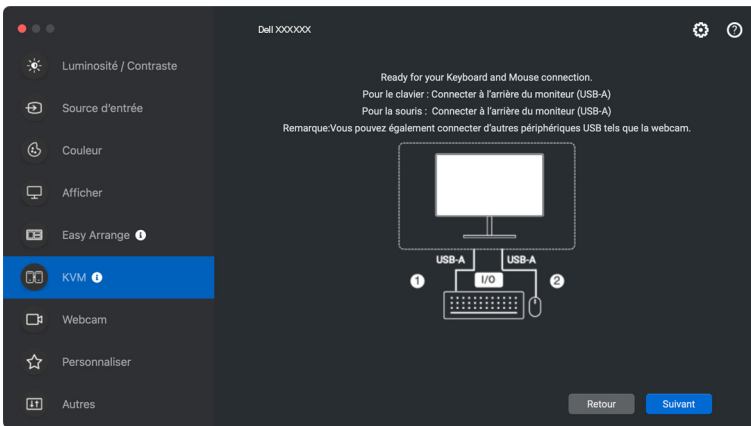 Dell XXXXXX
Luminosité / Contraste
Source d'entrée
Couleur
Afficher
Easy Arrange
KVM
Webcam
Personnaliser
Autres
Ready for your Keyboard and Mouse connection.
Pour le clavier : Connecter à l'arrière du moniteur (USB-A)
Pour la souris : Connecter à l'arrière du moniteur (USB-A)
Remarque:Vous pouvez également connecter d'autres périphériques USB tels que la webcam.
USB-A USB-A
1 I/O 2
Retour Suivant